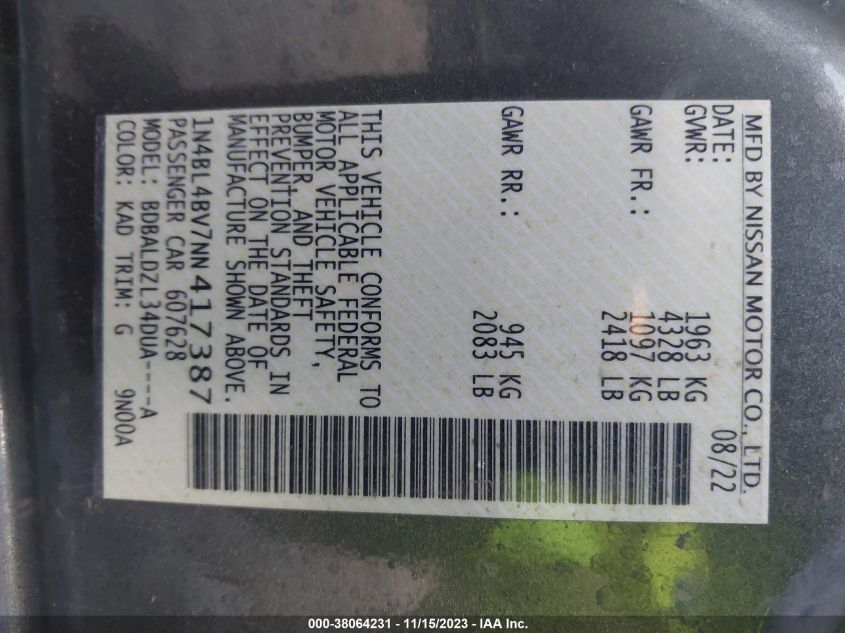 MFD BY NISSAN MOTOR CO., LTD.
DATE: 08/22
GVWR: 1963 KG
4328 LB
GAWR FR.: 1097 KG
2418 LB
GAWR RR.: 945 KG
2083 LB
THIS VEHICLE CONFORMS TO
ALL APPLICABLE FEDERAL
MOTOR VEHICLE SAFETY,
BUMPER, AND THEFT
PREVENTION STANDARDS IN
EFFECT ON THE DATE OF
MANUFACTURE SHOWN ABOVE.
1N4BL4BV7NN417387
PASSENGER CAR 607628
MODEL: BDBALDZL34DUA----A
COLOR: KAD TRIM: G 9N00A
000-38064231 - 11/15/2023 - IAA Inc.